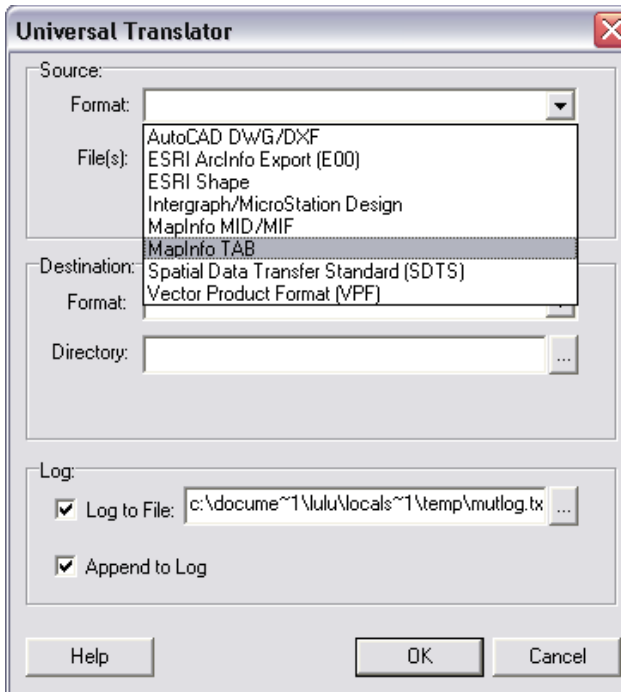 Universal Translator
Source:
Format:
AutoCAD DWG/DXF
File(s):
ESRI ArcInfo Export (E00)
ESRI Shape
Intergraph/MicroStation Design
MapInfo MID/MIF
MapInfo TAB
Destination:
Spatial Data Transfer Standard (SDTS)
Vector Product Format (VPF)
Format:
Directory:
...
Log:
Log to File:
c:\docume~1\lulu\locals~1\temp\mutlog.tx
...
Append to Log
Help
OK
Cancel